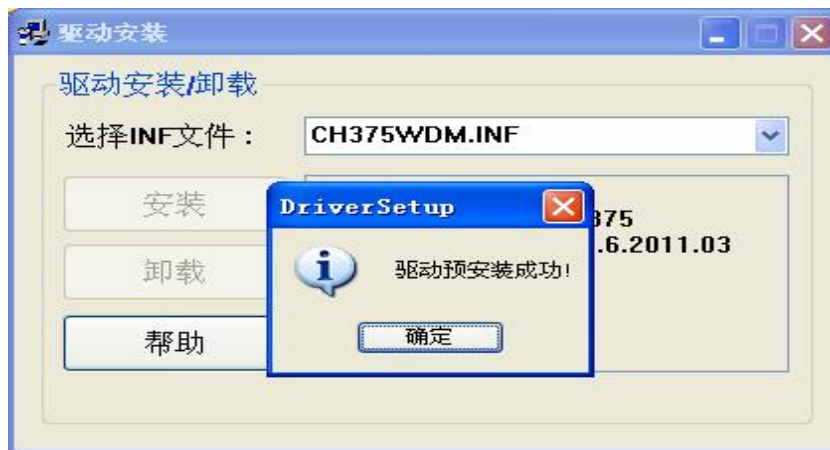 驱动安装
驱动安装/卸载
选择INF文件：
CH375WDM.INF
安装
DriverSetup
375
.6.2011.03
卸载
驱动预安装成功!
帮助
确定